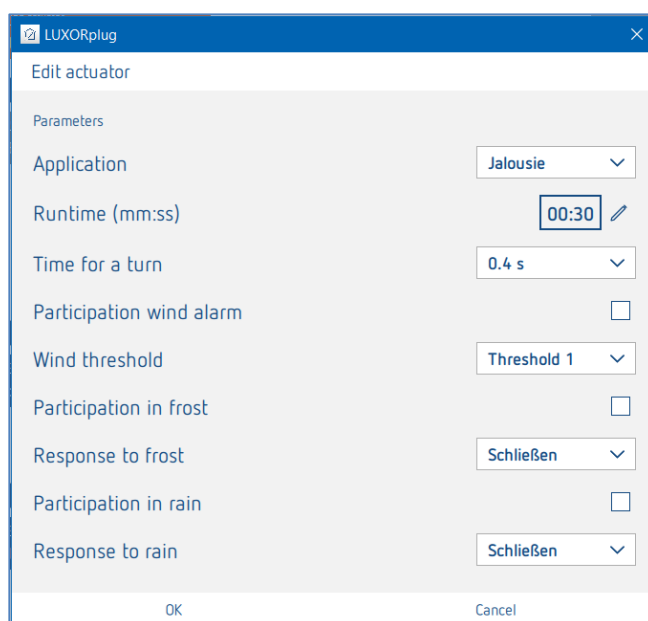 LUXORplug
Edit actuator
Parameters
Application Jalousie
Runtime (mm:ss) 00:30
Time for a turn 0.4 s
Participation wind alarm
Wind threshold Threshold 1
Participation in frost
Response to frost Schließen
Participation in rain
Response to rain Schließen
OK Cancel